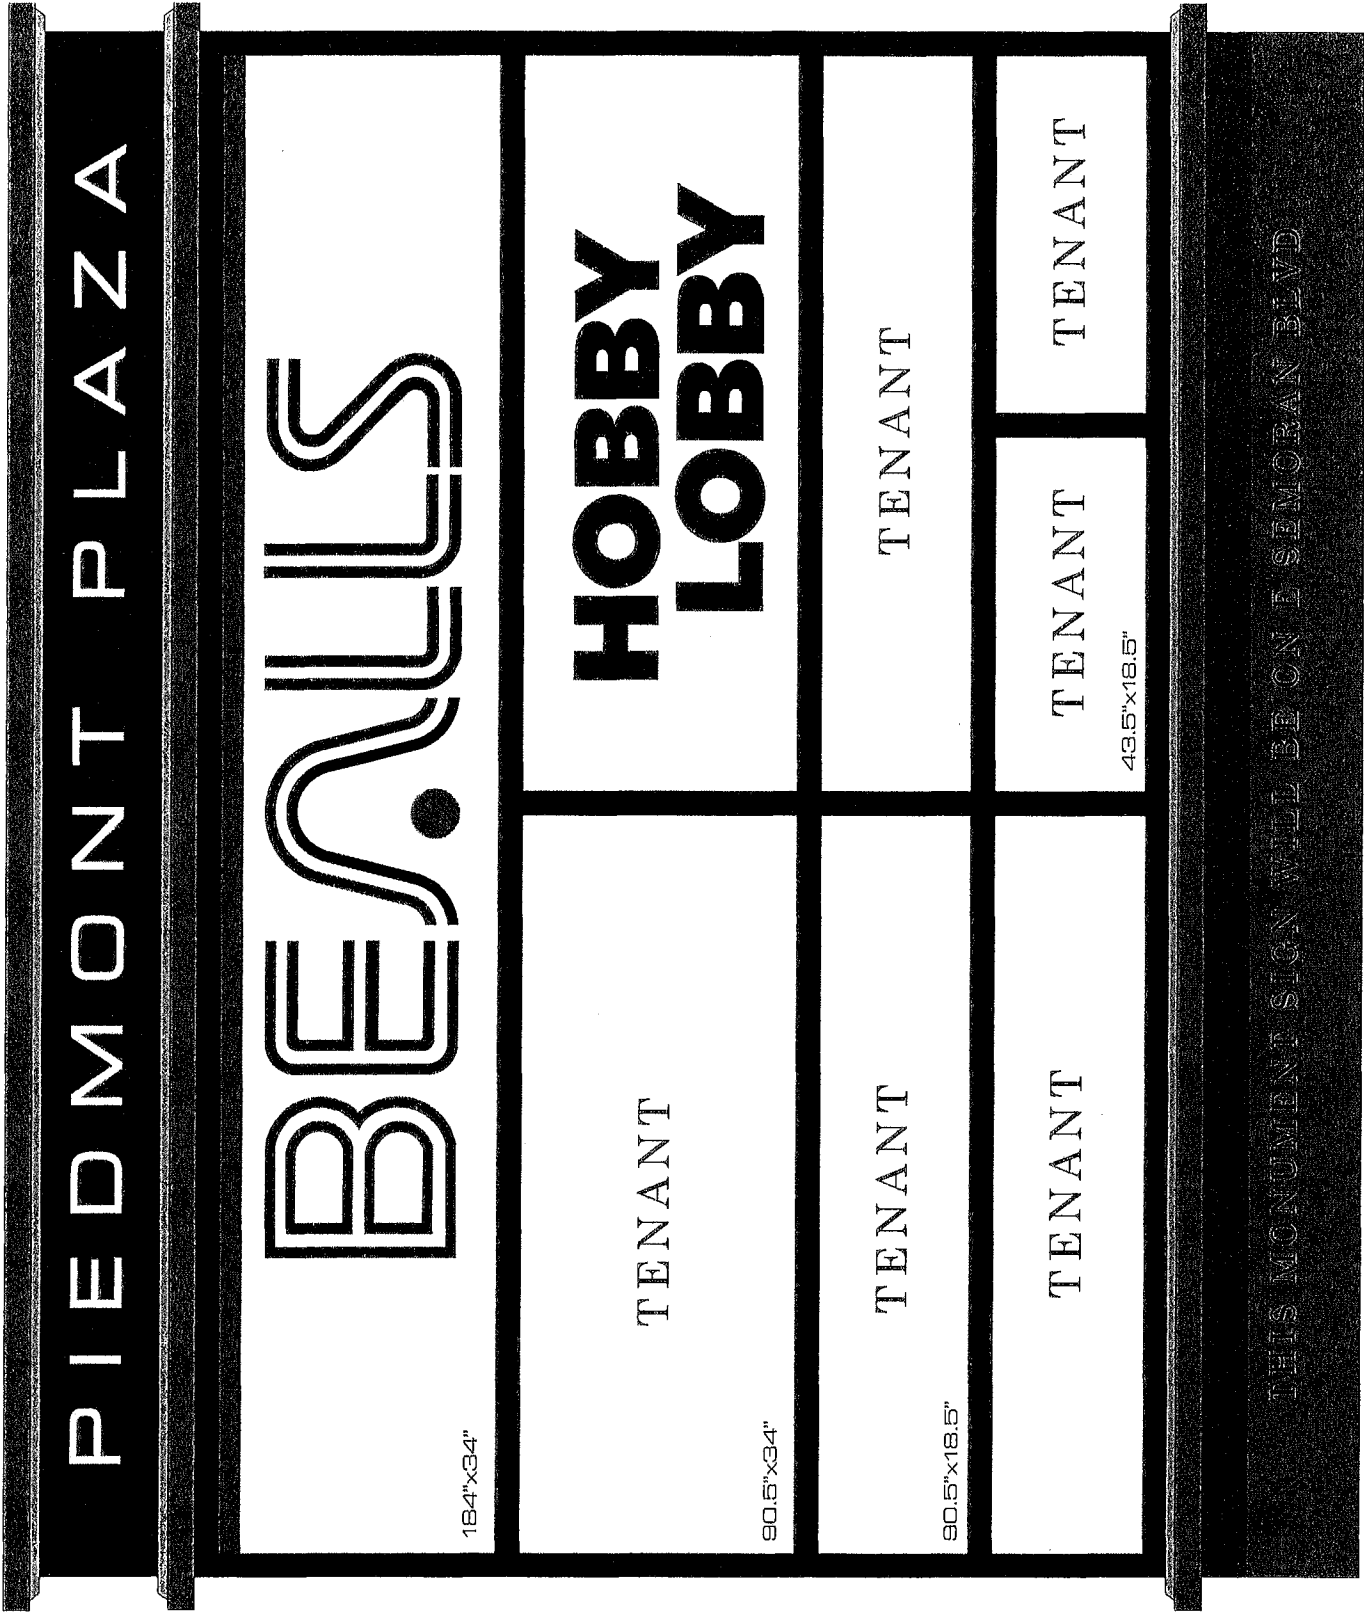 PIEDMONT PLAZA
BEALLS
184"x34"
TENANT
90.5"x34"
HOBBY
LOBBY
TENANT
90.5"x18.5"
TENANT
TENANT
TENANT
43.5"x18.5"
TENANT
THIS MONUMENT SIGN WILL BE ON E SEMORAN BLVD